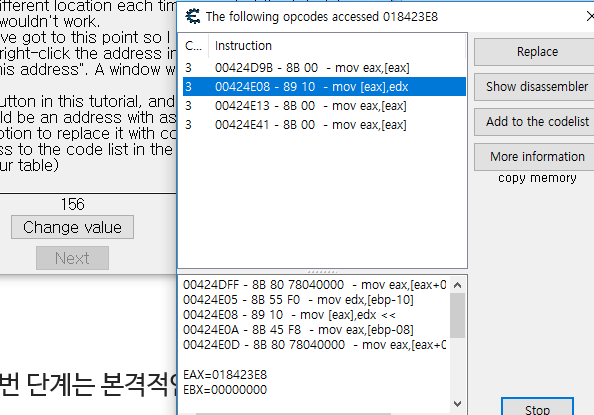 ifferent location each time
wouldn't work.
ve got to this point so I
right-click the address in
his address". A window w
utton in this tutorial, and
ld be an address with as
otion to replace it with co
ss to the code list in the
ur table)
156
Change value
Next
번 단계는 본격적인
The following opcodes accessed 018423E8
C... Instruction
3 00424D9B - 8B 00 - mov eax,[eax]
3 00424E08 - 89 10 - mov [eax],edx
3 00424E13 - 8B 00 - mov eax,[eax]
3 00424E41 - 8B 00 - mov eax,[eax]
Replace
Show disassembler
Add to the codelist
More information
copy memory
00424DFF - 8B 80 78040000 - mov eax,[eax+0
00424E05 - 8B 55 F0 - mov edx,[ebp-10]
00424E08 - 89 10 - mov [eax],edx <<
00424E0A - 8B 45 F8 - mov eax,[ebp-08]
00424E0D - 8B 80 78040000 - mov eax,[eax+0
EAX=018423E8
EBX=00000000
Stop